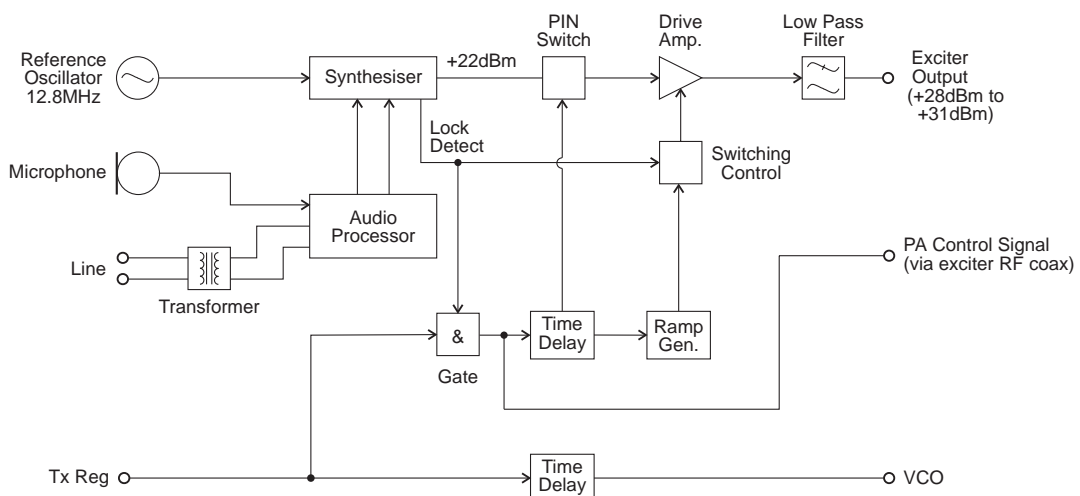 PIN
Switch
Drive
Amp.
Low Pass
Filter
Reference
Oscillator
12.8MHz
Synthesiser
+22dBm
Exciter
Output
(+28dBm to
+31dBm)
Lock
Detect
Switching
Control
Microphone
Audio
Processor
Line
Transformer
PA Control Signal
(via exciter RF coax)
&
Gate
Time
Delay
Ramp
Gen.
Tx Reg
Time
Delay
VCO